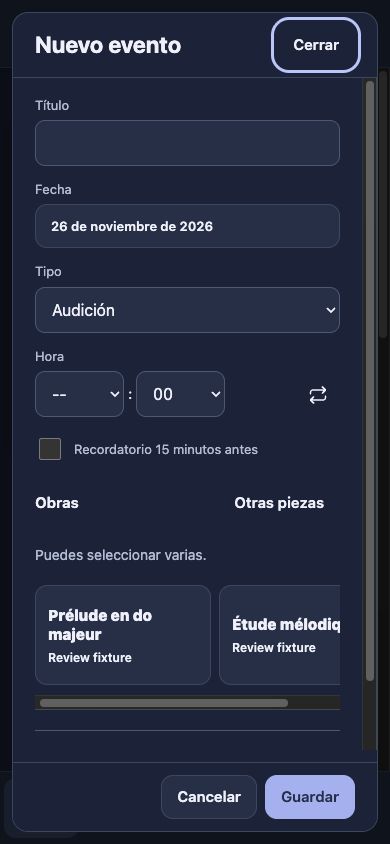 Nuevo evento
Cerrar
Título
Fecha
26 de noviembre de 2026
Tipo
Audición
Hora
-- : 00
Recordatorio 15 minutos antes
Obras
Otras piezas
Puedes seleccionar varias.
Prélude en do
majeur
Review fixture
Étude
Review fixture
Cancelar
Guardar